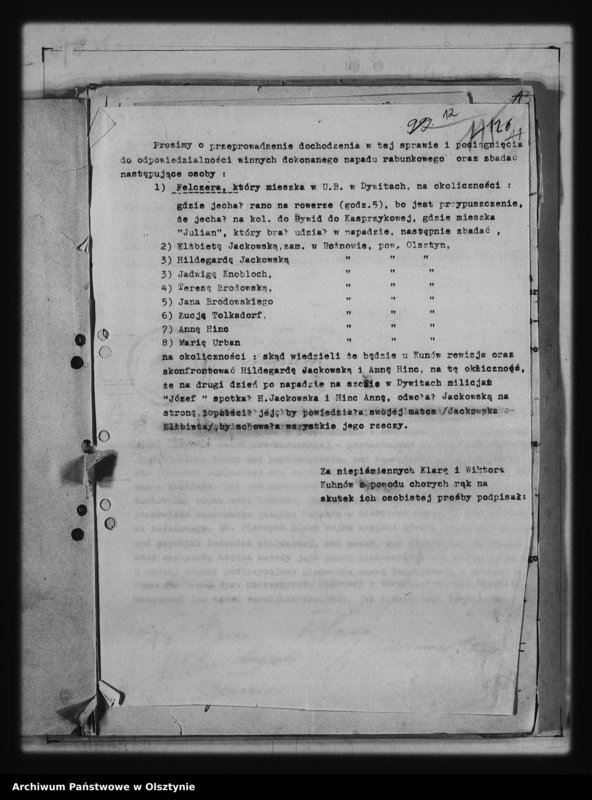 22 12
126
Prosimy o przeprowadzenie dochodzenia w tej sprawie i pociągnięcia
do odpowiedzialności winnych dokonanego napadu rabunkowego oraz zbadać
następujące osoby :
1) Felczera, który mieszka w U.B. w Dywitach, na okoliczności :
gdzie jechał rano na rowerze (godz.5), bo jest przypuszczenie,
że jechał na kol. do Bywid do Kasprzykowej, gdzie mieszka
"Julian", który brał udział w napadzie, następnie zbadać ,
2) Elżbietę Jackowską,zam. w Rożnowie, pow. Olsztyn,
3) Hildegardę Jackowską " " "
3) Jadwigę Knobloch, " " "
4) Teresę Brodowską, " " "
5) Jana Brodowskiego " " "
6) Łucję Tolksdorf. " " "
7) Annę Hinc " " "
8) Marię Urban " " "
na okoliczności : skąd wiedzieli że będzie u Kunów rewizja oraz
skonfrontować Hildegardę Jackowską i Annę Hinc, na tę okliczność,
że na drugi dzień po napadzie na szosie w Dywitach milicjant
"Józef " spotkał H.Jackowska i Hinc Annę, odwołał Jackowską na
stronę i polecił jej, by powiedziała swojej matce /Jackowska
Elżbieta/,by schowała wszystkie jego rzeczy.
Za niepiśmiennych Klarę i Wiktora
Kuhnów z powodu chorych rąk na
skutek ich osobistej prośby podpisał:
Archiwum Państwowe w Olsztynie